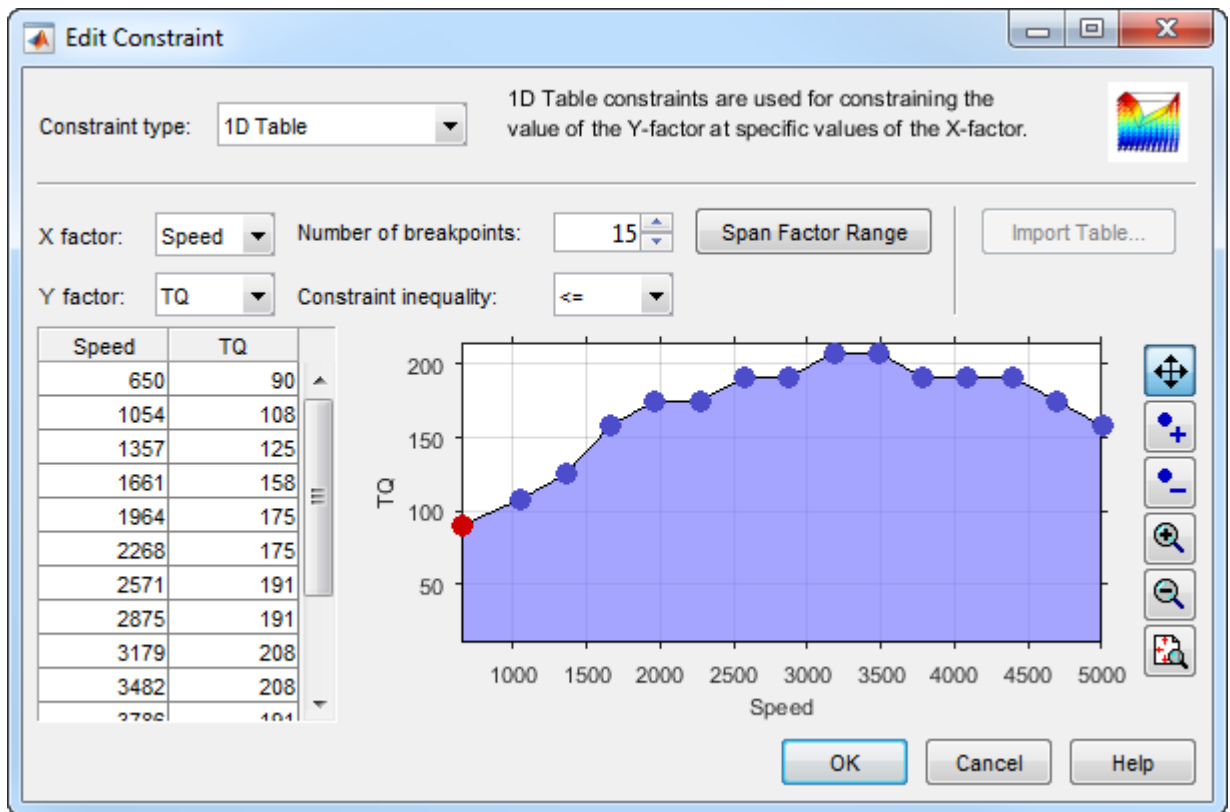 Edit Constraint
Constraint type: 1D Table
1D Table constraints are used for constraining the
value of the Y-factor at specific values of the X-factor.
X factor: Speed Number of breakpoints: 15 Span Factor Range Import Table...
Y factor: TQ Constraint inequality: <=
Speed TQ
650 90
1054 108
1357 125
1661 158
1964 175
2268 175
2571 191
2875 191
3179 208
3482 208
3786 191
200
150
100
50
TQ
1000 1500 2000 2500 3000 3500 4000 4500 5000
Speed
OK Cancel Help